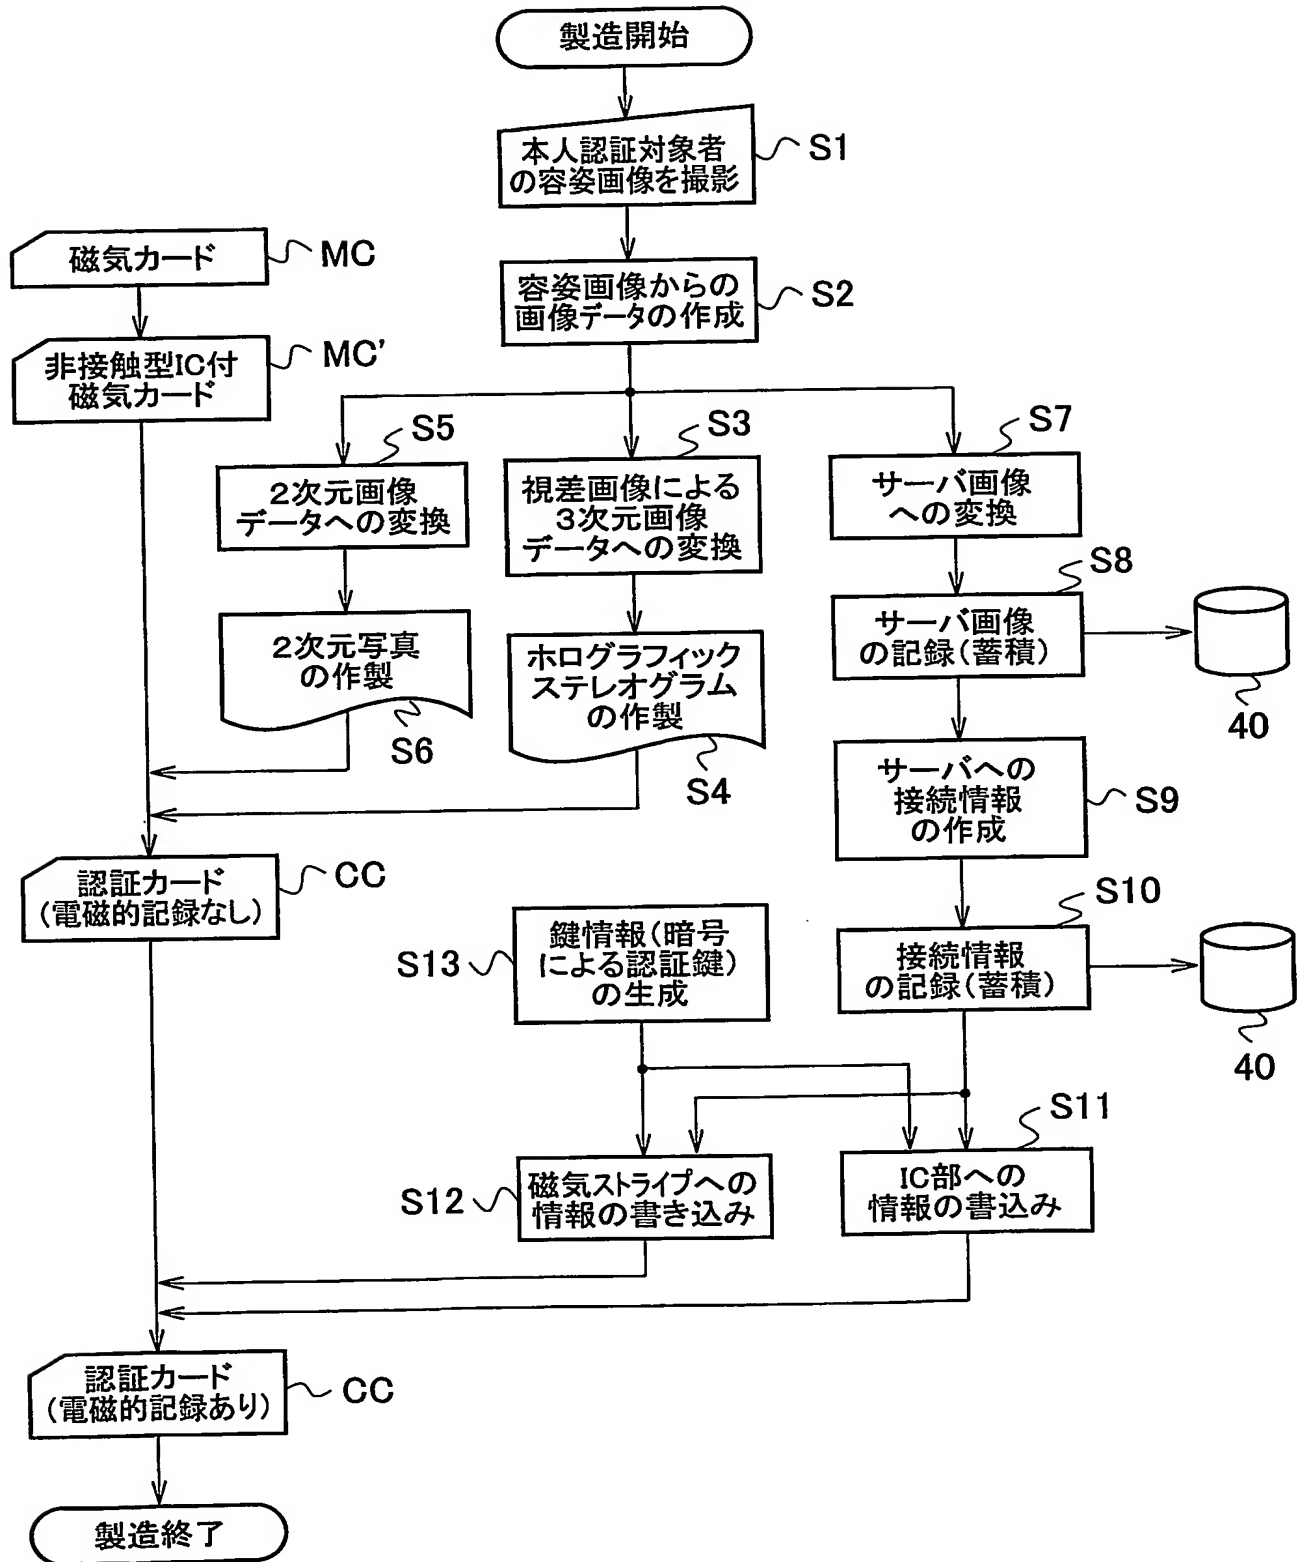 製造開始
本人認証対象者
の容姿画像を撮影
S1
磁気カード
MC
容姿画像からの
画像データの作成
S2
非接触型IC付
磁気カード
MC'
S5
2次元画像
データへの変換
S3
視差画像による
3次元画像
データへの変換
S7
サーバ画像
への変換
S8
サーバ画像
の記録(蓄積)
40
2次元写真
の作製
S6
ホログラフィック
ステレオグラム
の作製
S4
サーバへの
接続情報
の作成
S9
認証カード
(電磁的記録なし)
CC
S13
鍵情報(暗号
による認証鍵)
の生成
S10
接続情報
の記録(蓄積)
40
S12
磁気ストライプへの
情報の書き込み
S11
IC部への
情報の書込み
認証カード
(電磁的記録あり)
CC
製造終了